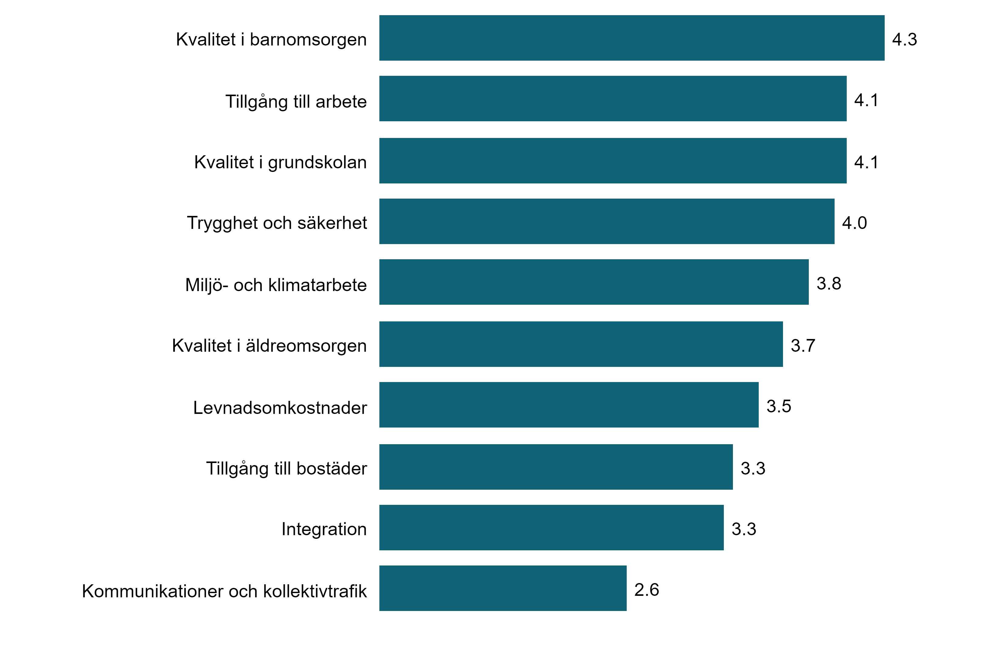 Kvalitet i barnomsorgen 4.3
Tillgång till arbete 4.1
Kvalitet i grundskolan 4.1
Trygghet och säkerhet 4.0
Miljö- och klimatarbete 3.8
Kvalitet i äldreomsorgen 3.7
Levnadsomkostnader 3.5
Tillgång till bostäder 3.3
Integration 3.3
Kommunikationer och kollektivtrafik 2.6